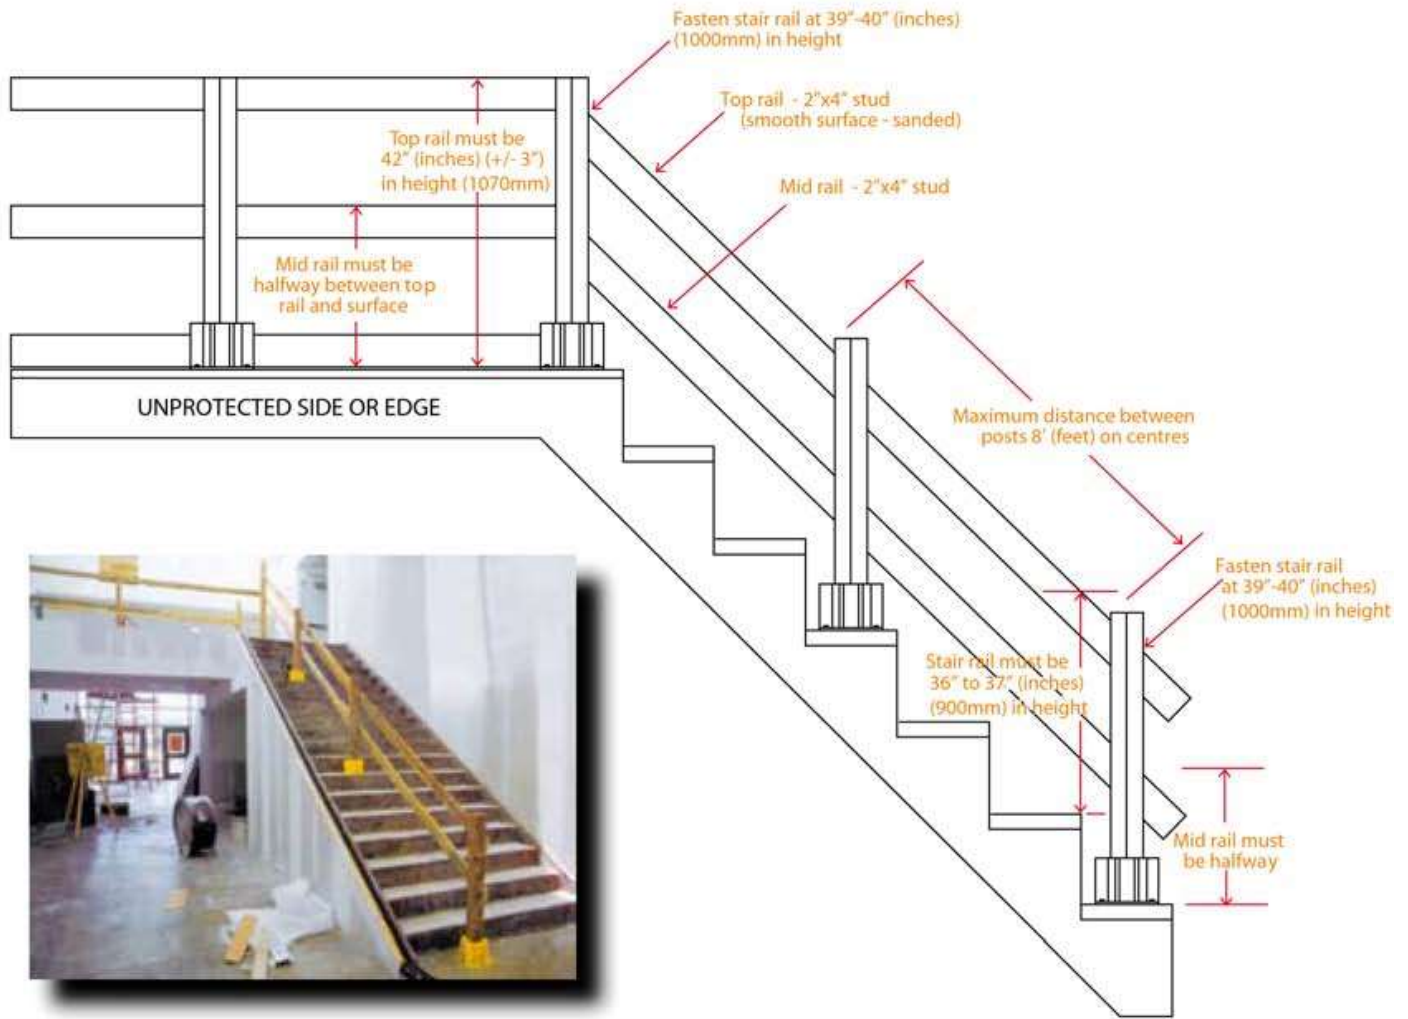 Fasten stair rail at 39"-40" (inches)
(1000mm) in height
Top rail - 2"x4" stud
(smooth surface - sanded)
Top rail must be
42" (inches) (+/- 3")
in height (1070mm)
Mid rail - 2"x4" stud
Mid rail must be
halfway between top
rail and surface
UNPROTECTED SIDE OR EDGE
Maximum distance between
posts 8' (feet) on centres
Fasten stair rail
at 39"-40" (inches)
(1000mm) in height
Stair rail must be
36" to 37" (inches)
(900mm) in height
Mid rail must
be halfway